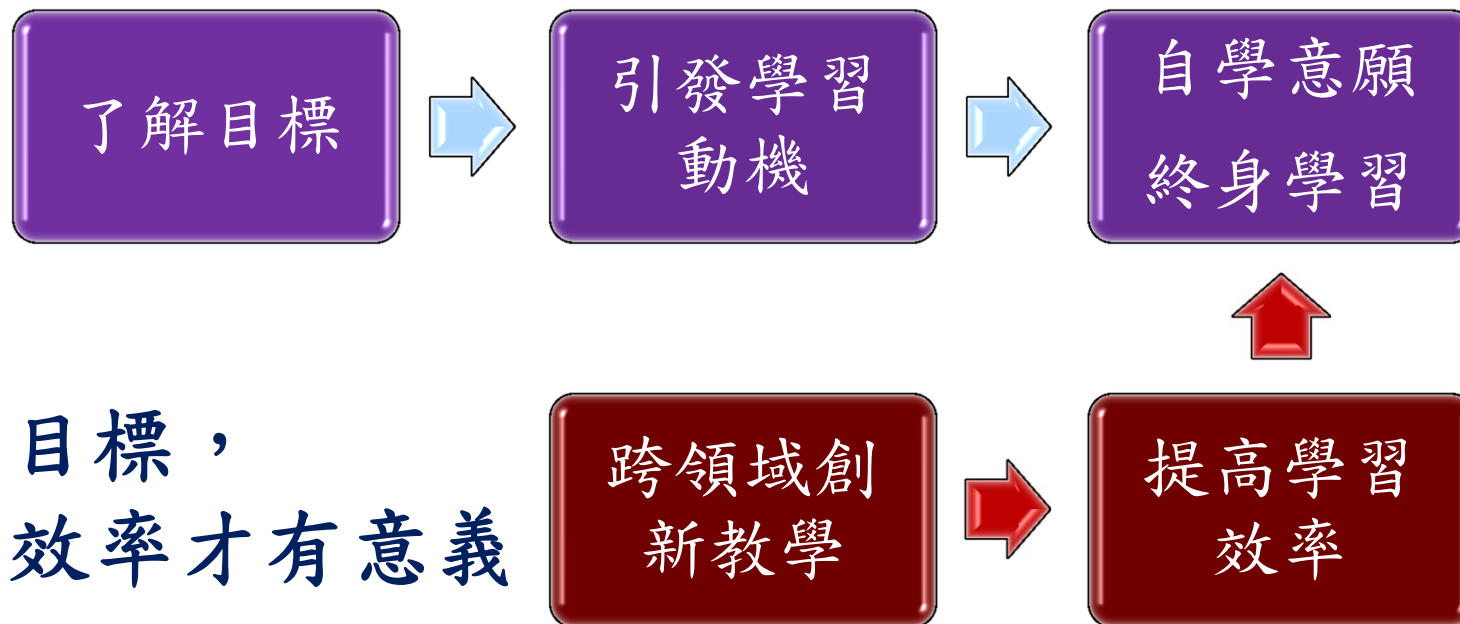 了解目標
引發學習
動機
自學意願
終身學習
目標，
效率才有意義
跨領域創
新教學
提高學習
效率